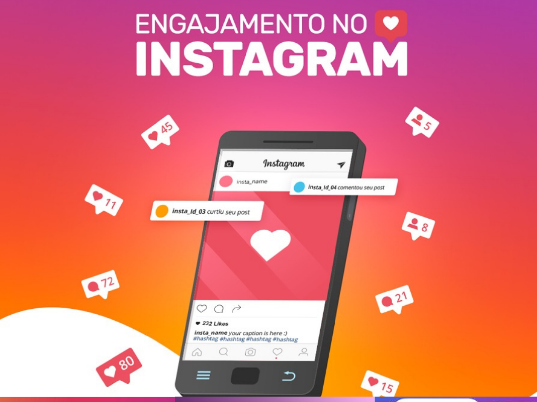 ENGAJAMENTO NO
INSTAGRAM
45
5
Instagram
insta_name
insta_id_04 comentou seu post
11
insta_id_03 curtiu seu post
8
72
21
232 Likes
insta_name your caption is here :)
#hashtag #hashtag #hashtag #hashtag
80
15